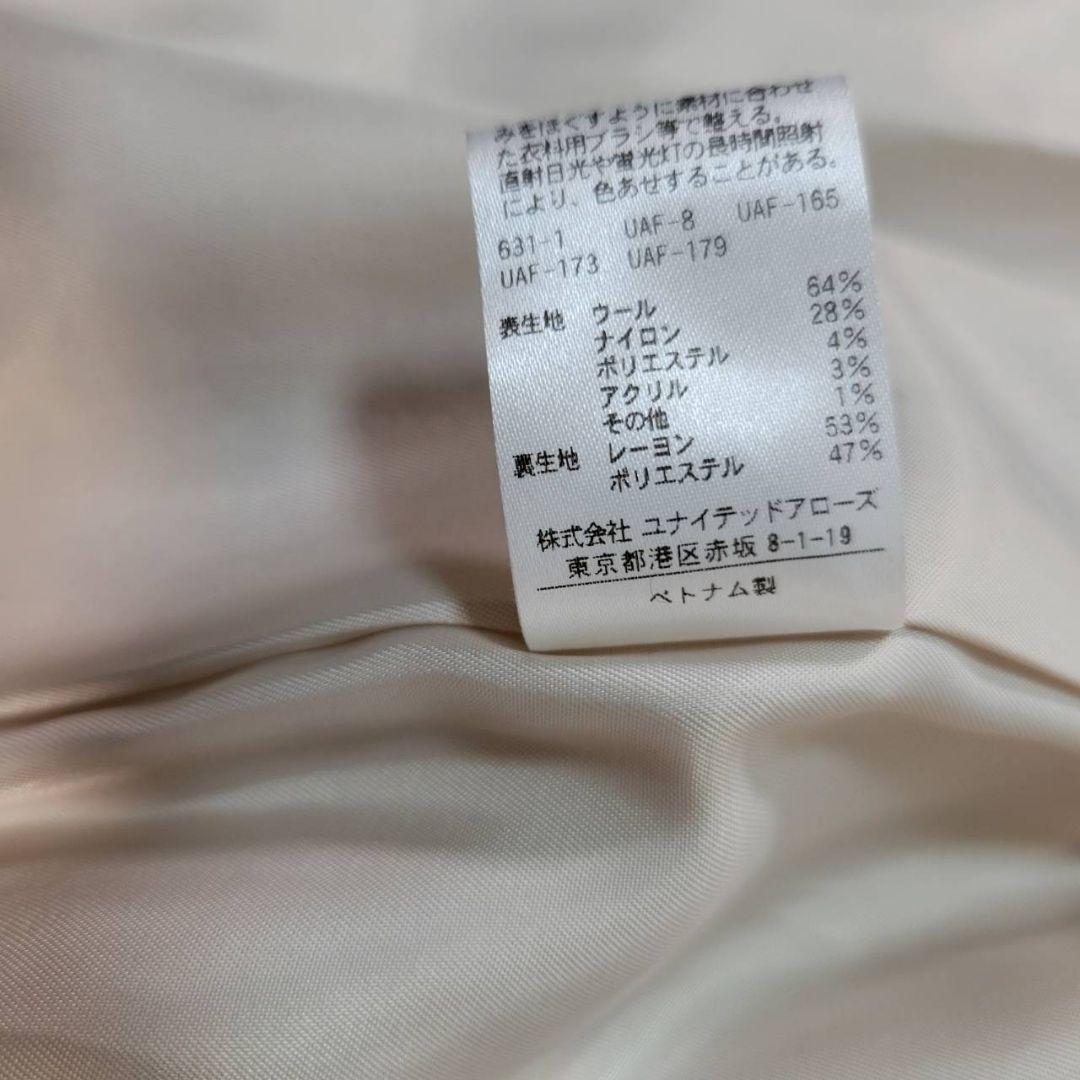 みをほぐすように素材に合わせ
た衣料用ブラシ等で整える。
直射日光や蛍光灯の長時間照射
により、色あせすることがある。
631-1 UAF-8 UAF-165
UAF-173 UAF-179
表生地 ウール 64%
ナイロン 28%
ポリエステル 4%
アクリル 3%
その他 1%
裏生地 レーヨン 53%
ポリエステル 47%
株式会社 ユナイテッドアローズ
東京都港区赤坂 8-1-19
ベトナム製